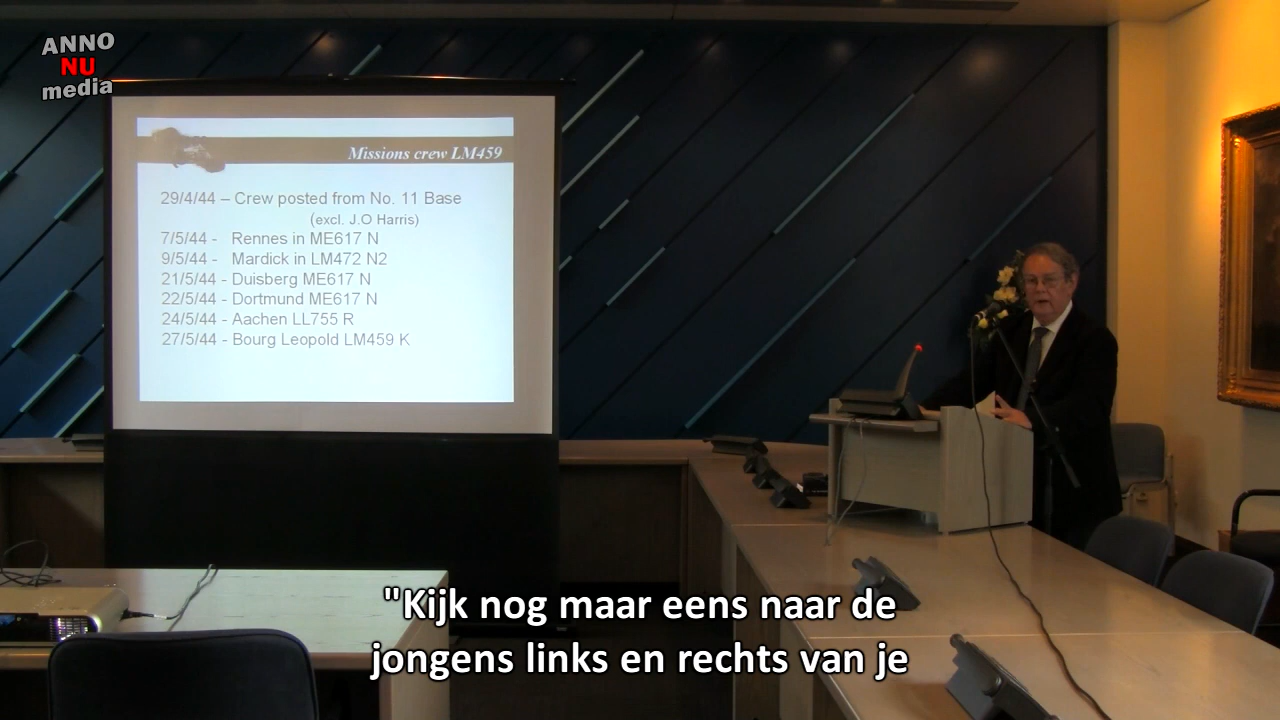 ANNO
NU
media
Missions crew LM459
29/4/44 – Crew posted from No. 11 Base
(excl. J.O Harris)
7/5/44 - Rennes in ME617 N
9/5/44 - Mardick in LM472 N2
21/5/44 - Duisberg ME617 N
22/5/44 - Dortmund ME617 N
24/5/44 - Aachen LL755 R
27/5/44 - Bourg Leopold LM459 K
"Kijk nog maar eens naar de
jongens links en rechts van je